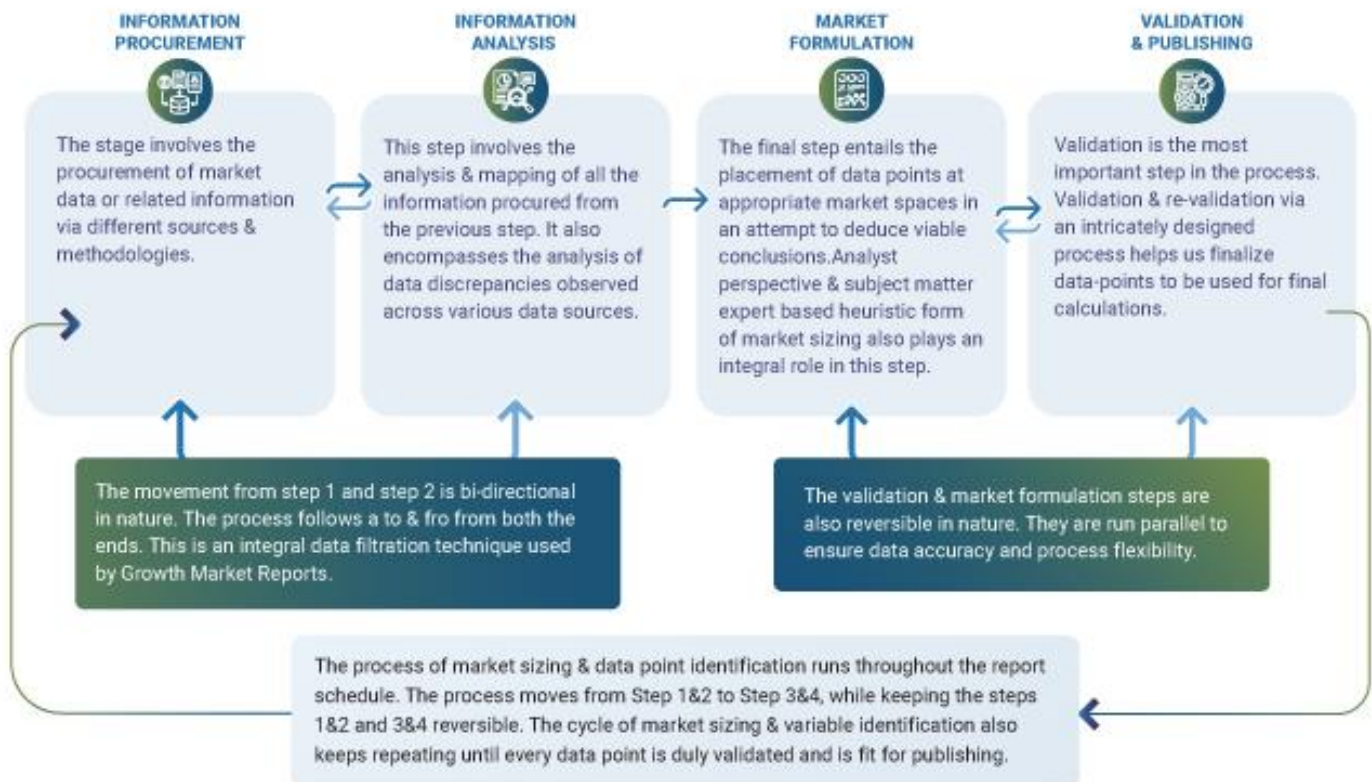 INFORMATION
PROCUREMENT
The stage involves the
procurement of market
data or related information
via different sources &
methodologies.
INFORMATION
ANALYSIS
This step involves the
analysis & mapping of all the
information procured from
the previous step. It also
encompasses the analysis of
data discrepancies observed
across various data sources.
MARKET
FORMULATION
The final step entails the
placement of data points at
appropriate market spaces in
an attempt to deduce viable
conclusions.Analyst
perspective & subject matter
expert based heuristic form
of market sizing also plays an
integral role in this step.
VALIDATION
& PUBLISHING
Validation is the most
important step in the process.
Validation & re-validation via
an intricately designed
process helps us finalize
data-points to be used for final
calculations.
The movement from step 1 and step 2 is bi-directional
in nature. The process follows a to & fro from both the
ends. This is an integral data filtration technique used
by Growth Market Reports.
The validation & market formulation steps are
also reversible in nature. They are run parallel to
ensure data accuracy and process flexibility.
The process of market sizing & data point identification runs throughout the report
schedule. The process moves from Step 1&2 to Step 3&4, while keeping the steps
1&2 and 3&4 reversible. The cycle of market sizing & variable identification also
keeps repeating until every data point is duly validated and is fit for publishing.